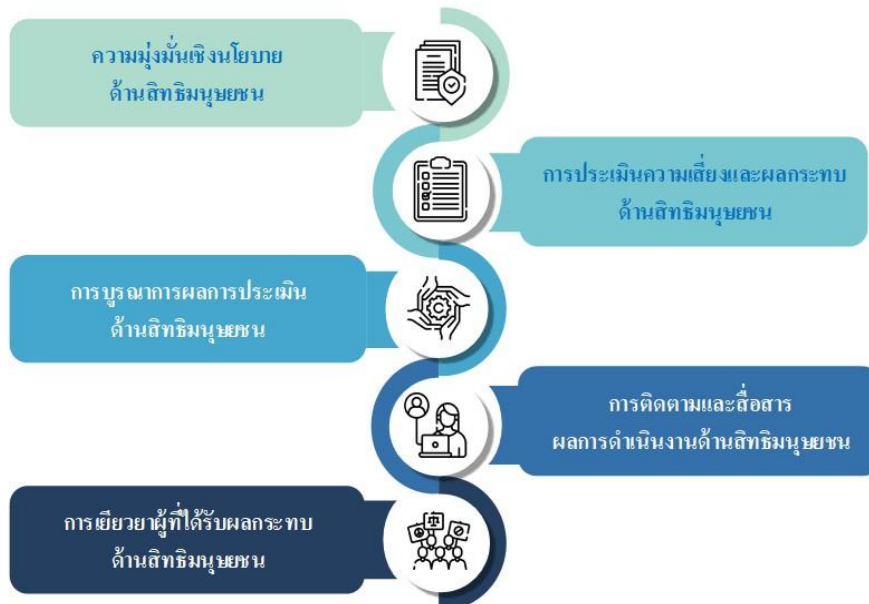 ความมุ่งมั่นเชิงนโยบาย
ด้านสิทธิมนุษยชน
การประเมินความเสี่ยงและผลกระทบ
ด้านสิทธิมนุษยชน
การบูรณาการผลการประเมิน
ด้านสิทธิมนุษยชน
การติดตามและสื่อสาร
ผลการดำเนินงานด้านสิทธิมนุษยชน
การเยียวยาผู้ที่ได้รับผลกระทบ
ด้านสิทธิมนุษยชน